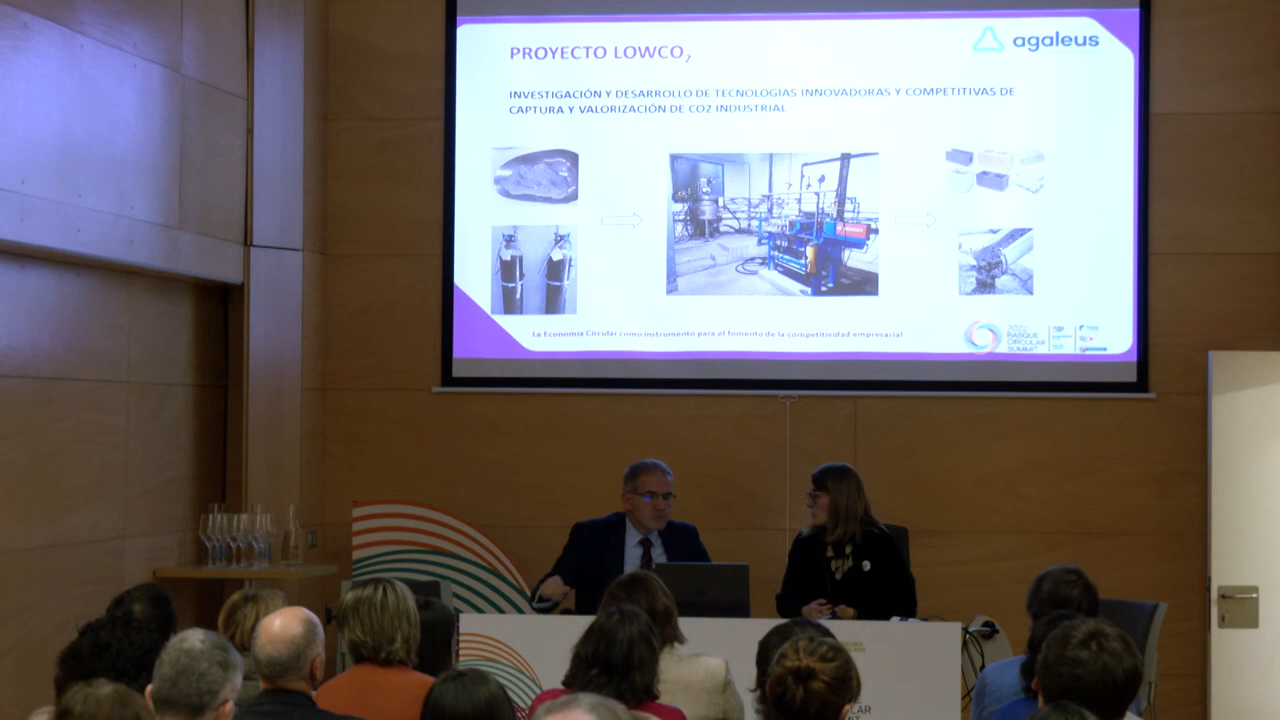 PROYECTO LOWCO2
agaleus
INVESTIGACIÓN Y DESARROLLO DE TECNOLOGÍAS INNOVADORAS Y COMPETITIVAS DE
CAPTURA Y VALORIZACIÓN DE CO2 INDUSTRIAL
La Economía Circular como instrumento para el fomento de la competitividad empresarial
2022
BASQUE
CIRCULAR
SUMMIT